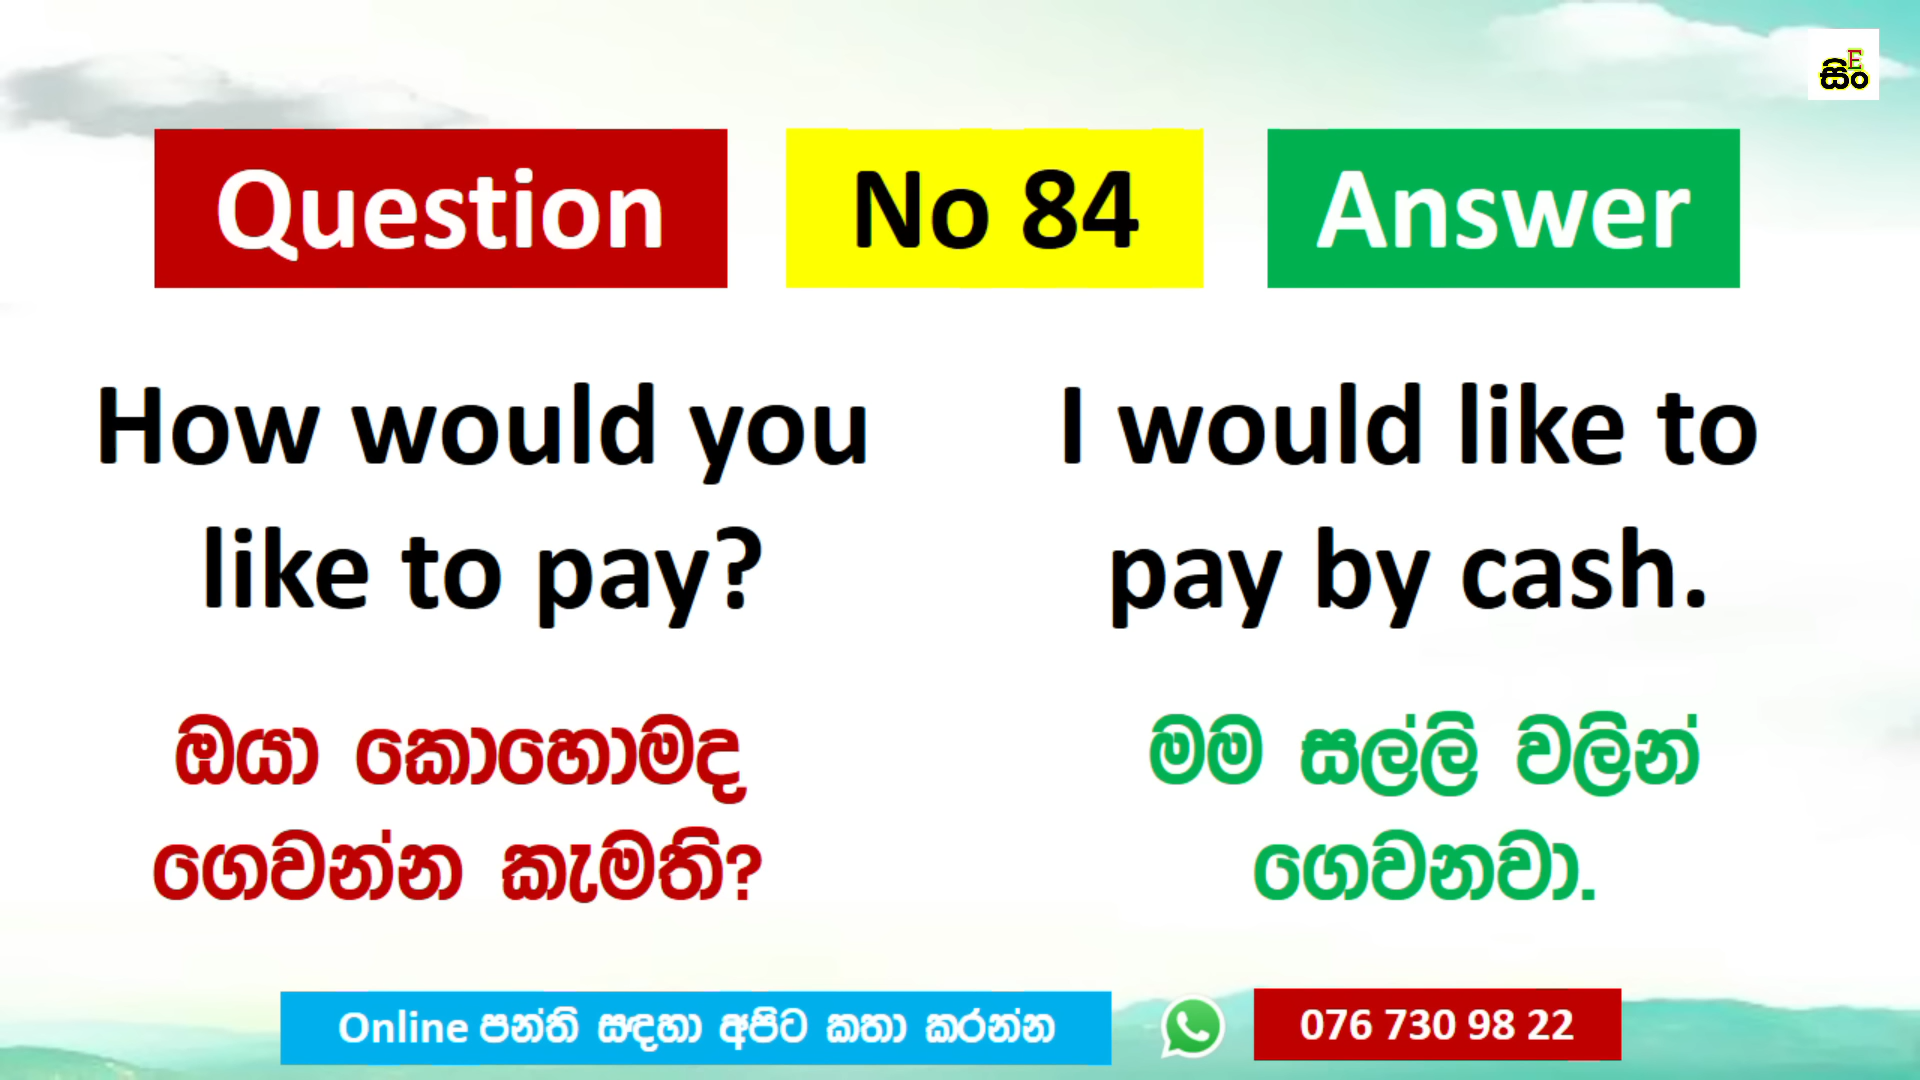 සිං
E
Question
No 84
Answer
How would you
like to pay?
I would like to
pay by cash.
ඔයා කොහොමද
ගෙවන්න කැමති?
මම සල්ලි වලින්
ගෙවනවා.
Online පන්ති සඳහා අපිට කතා කරන්න
076 730 98 22